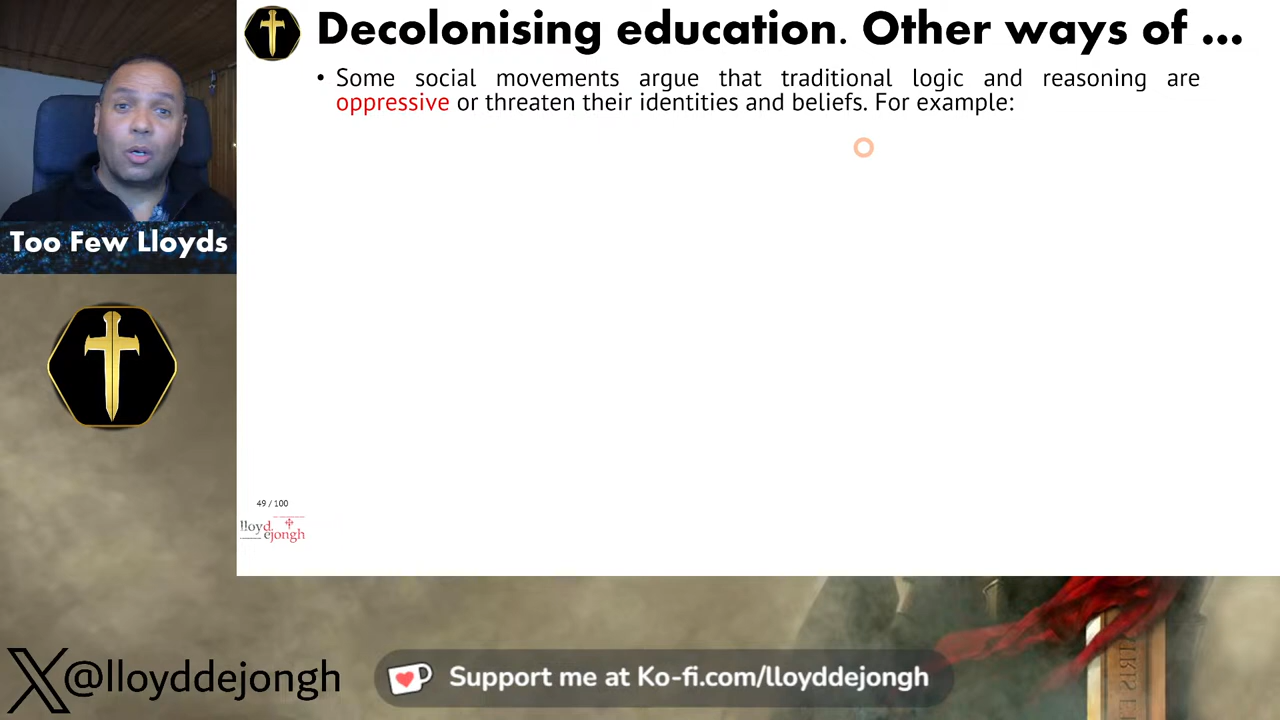 Decolonising education. Other ways of ...
• Some social movements argue that traditional logic and reasoning are
oppressive or threaten their identities and beliefs. For example:
Too Few Lloyds
49 / 100
lloyd
ejongh
@lloyddejongh
Support me at Ko-fi.com/lloyddejongh